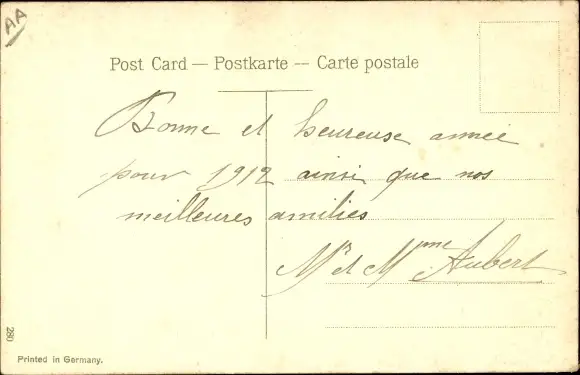 AA
Post Card — Postkarte -- Carte postale
Bonne et heureuse année
pour 1912 ainsi que nos
meilleures amitiés
Mr et Mme Aubert
280
Printed in Germany.